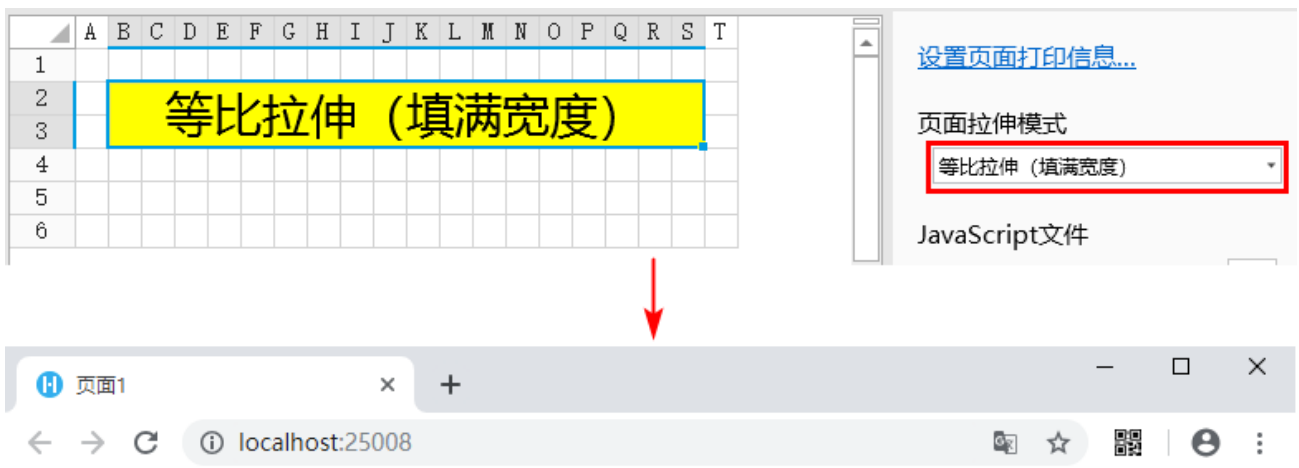 A B C D E F G H I J K L M N O P Q R S T
1
2
3
4
5
6
等比拉伸（填满宽度）
设置页面打印信息...
页面拉伸模式
等比拉伸（填满宽度）
JavaScript文件
页面1
localhost:25008